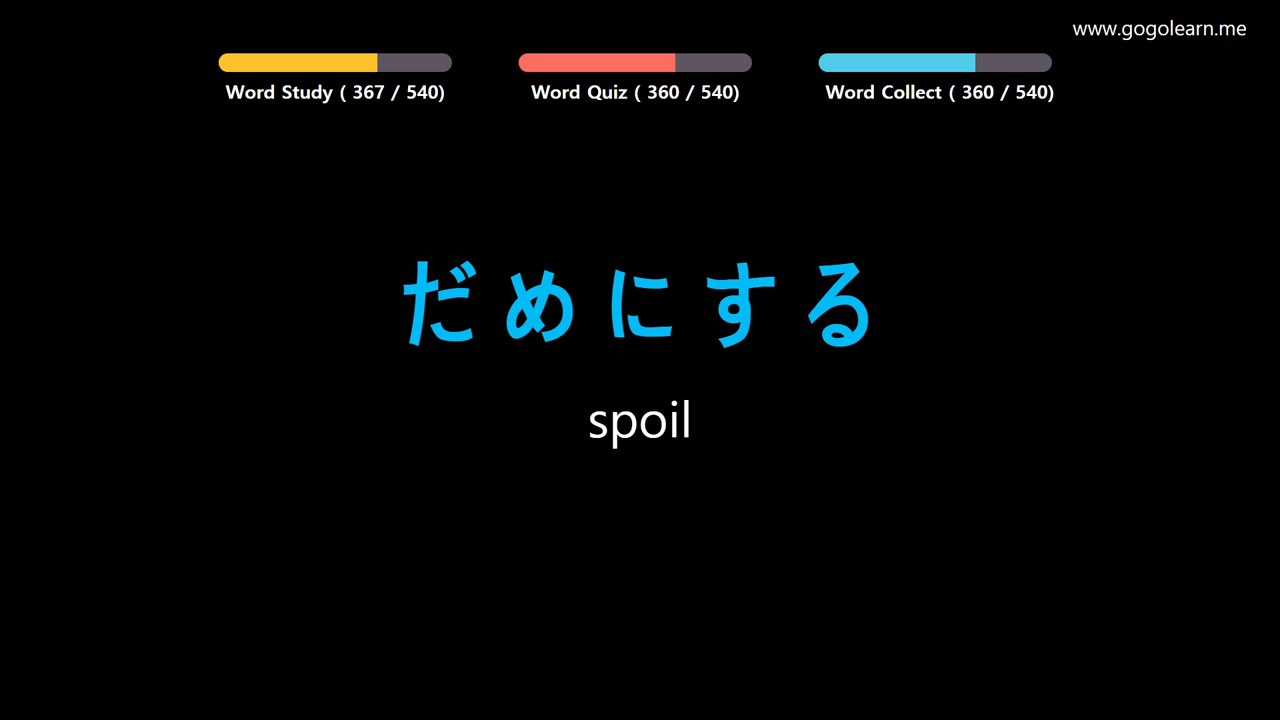 www.gogolearn.me
Word Study ( 367 / 540)
Word Quiz ( 360 / 540)
Word Collect ( 360 / 540)
だめにする
spoil